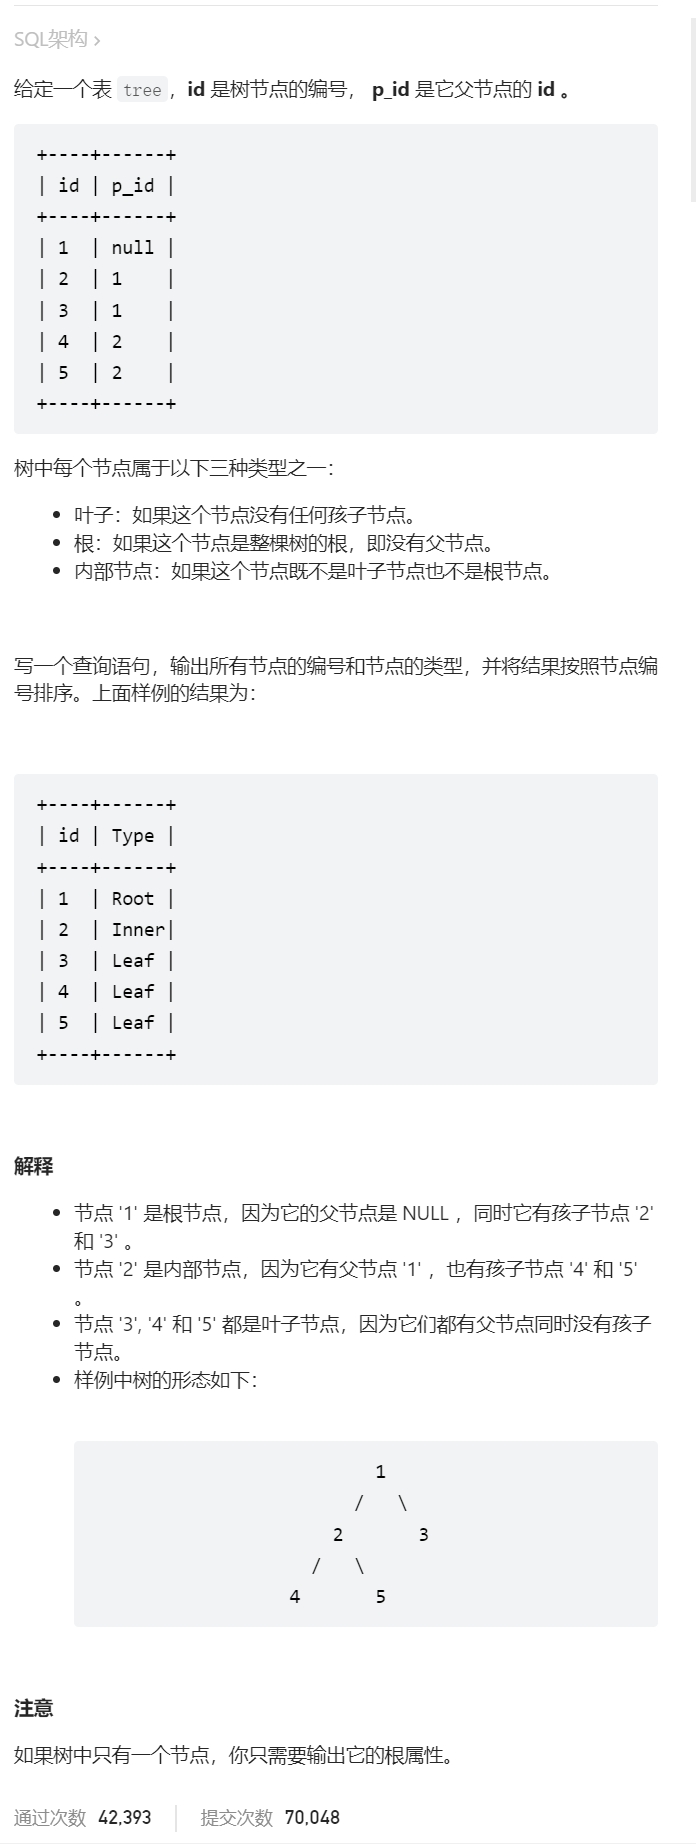 SQL架构 ›
给定一个表 tree，id 是树节点的编号， p_id 是它父节点的 id 。
+----+------+
| id | p_id |
+----+------+
| 1  | null |
| 2  | 1    |
| 3  | 1    |
| 4  | 2    |
| 5  | 2    |
+----+------+
树中每个节点属于以下三种类型之一：
• 叶子：如果这个节点没有任何孩子节点。
• 根：如果这个节点是整棵树的根，即没有父节点。
• 内部节点：如果这个节点既不是叶子节点也不是根节点。
写一个查询语句，输出所有节点的编号和节点的类型，并将结果按照节点编
号排序。上面样例的结果为：
+----+------+
| id | Type |
+----+------+
| 1  | Root |
| 2  | Inner|
| 3  | Leaf |
| 4  | Leaf |
| 5  | Leaf |
+----+------+
解释
• 节点 '1' 是根节点，因为它的父节点是 NULL ，同时它有孩子节点 '2'
和 '3' 。
• 节点 '2' 是内部节点，因为它有父节点 '1' ，也有孩子节点 '4' 和 '5'
。
• 节点 '3', '4' 和 '5' 都是叶子节点，因为它们都有父节点同时没有孩子
节点。
• 样例中树的形态如下：
1
/ \
2 3
/ \
4 5
注意
如果树中只有一个节点，你只需要输出它的根属性。
通过次数 42,393 提交次数 70,048